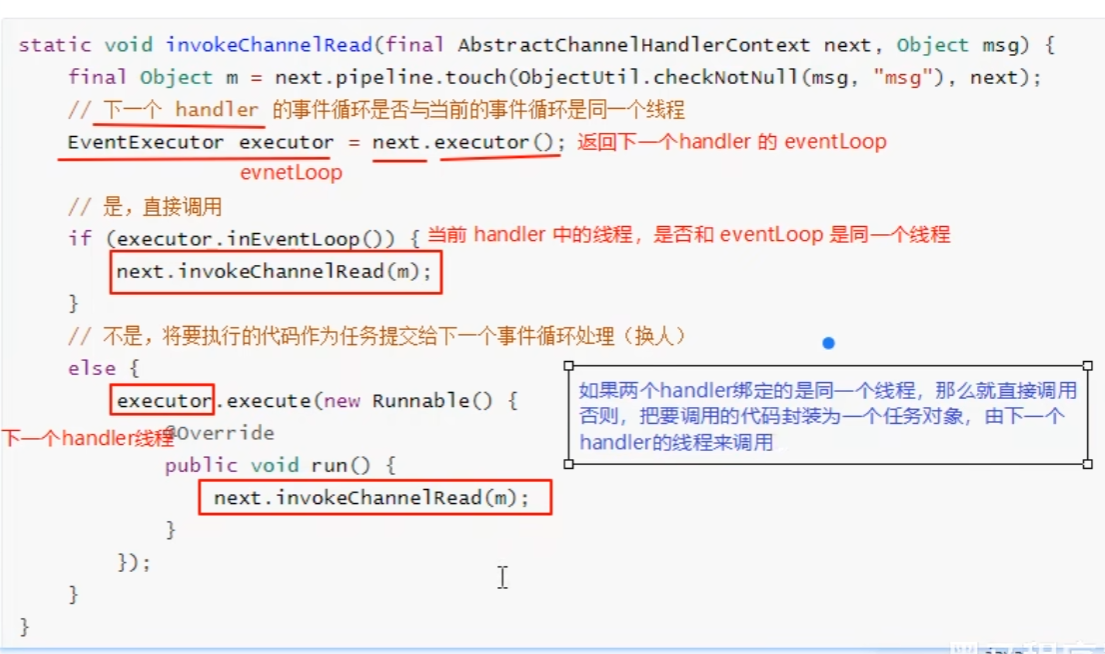 static void invokeChannelRead(final AbstractChannelHandlerContext next, Object msg) {
final Object m = next.pipeline.touch(ObjectUtil.checkNotNull(msg, "msg"), next);
// 下一个 handler 的事件循环是否与当前的事件循环是同一个线程
EventExecutor executor = next.executor(); 返回下一个handler 的 eventLoop
evnetLoop
// 是，直接调用
if (executor.inEventLoop()) { 当前 handler 中的线程，是否和 eventLoop 是同一个线程
next.invokeChannelRead(m);
}
// 不是，将要执行的代码作为任务提交给下一个事件循环处理（换人）
else {
executor.execute(new Runnable() {
如果两个handler绑定的是同一个线程，那么就直接调用
否则，把要调用的代码封装为一个任务对象，由下一个
handler的线程来调用
下一个handler线程
@Override
public void run() {
next.invokeChannelRead(m);
}
});
}
}